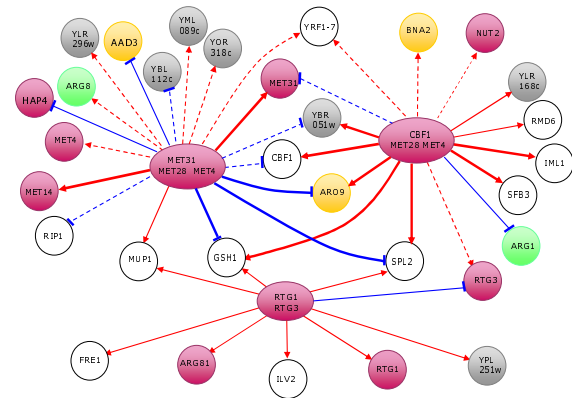 YML
089c
YRF1-7
BNA2
NUT2
YLR
296w
AAD3
YOR
318c
YBL
112c
MET31
YLR
168c
ARG8
HAP4
YBR
051w
RMD6
MET4
CBF1
MET28 MET4
MET31
MET28 MET4
CBF1
IML1
MET14
ARO9
SFB3
RIP1
ARG1
MUP1
GSH1
SPL2
RTG3
RTG1
RTG3
FRE1
ARG81
ILV2
RTG1
YPL
251w